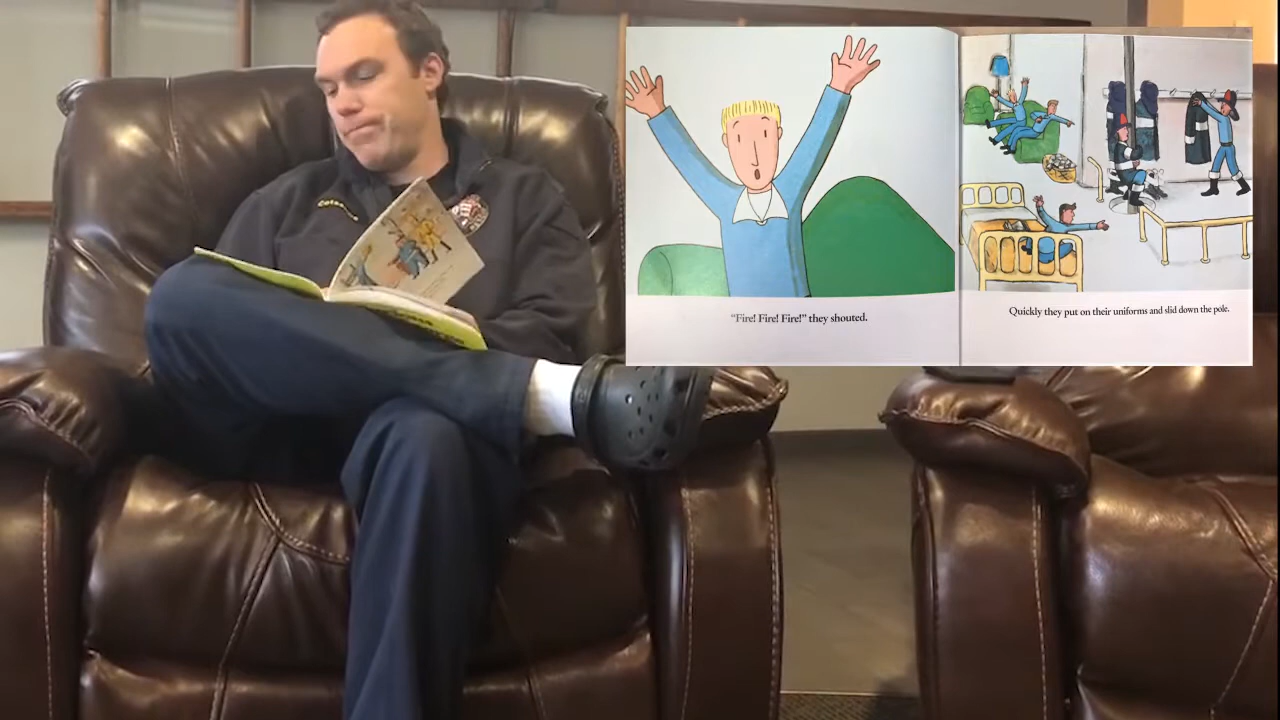 "Fire! Fire! Fire!" they shouted.
Quickly they put on their uniforms and slid down the pole.